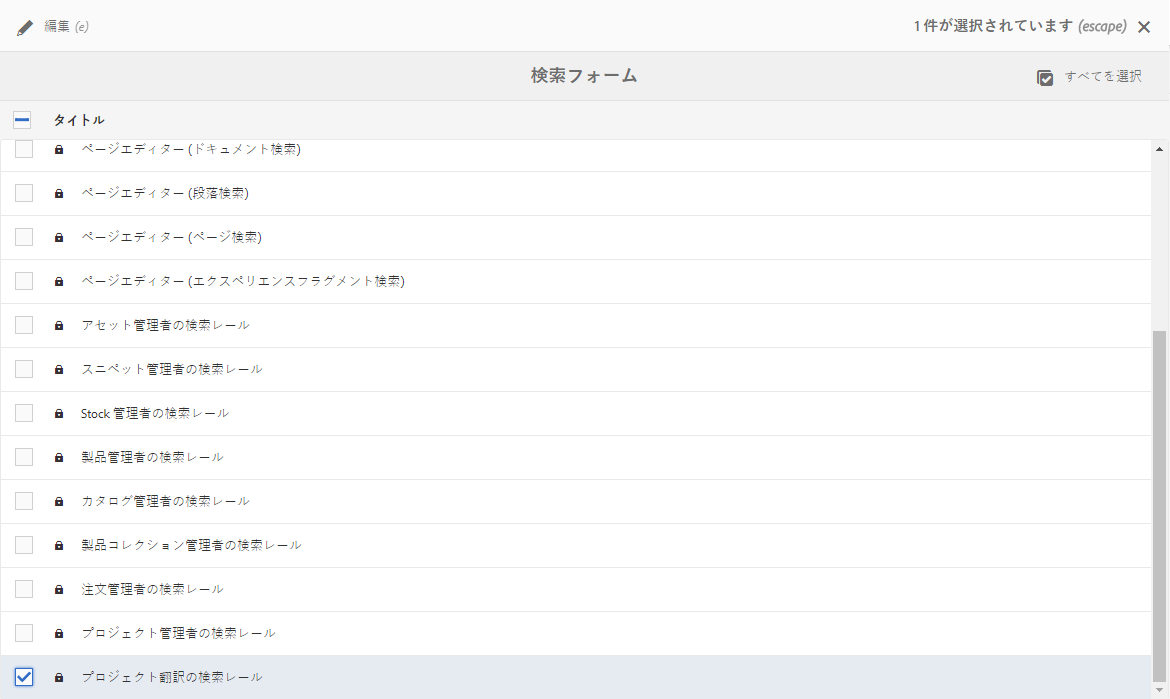 編集 (e)
1 件が選択されています (escape)
検索フォーム
すべてを選択
タイトル
ページエディター (ドキュメント検索)
ページエディター (段落検索)
ページエディター (ページ検索)
ページエディター (エクスペリエンスフラグメント検索)
アセット管理者の検索レール
スニペット管理者の検索レール
Stock 管理者の検索レール
製品管理者の検索レール
カタログ管理者の検索レール
製品コレクション管理者の検索レール
注文管理者の検索レール
プロジェクト管理者の検索レール
プロジェクト翻訳の検索レール